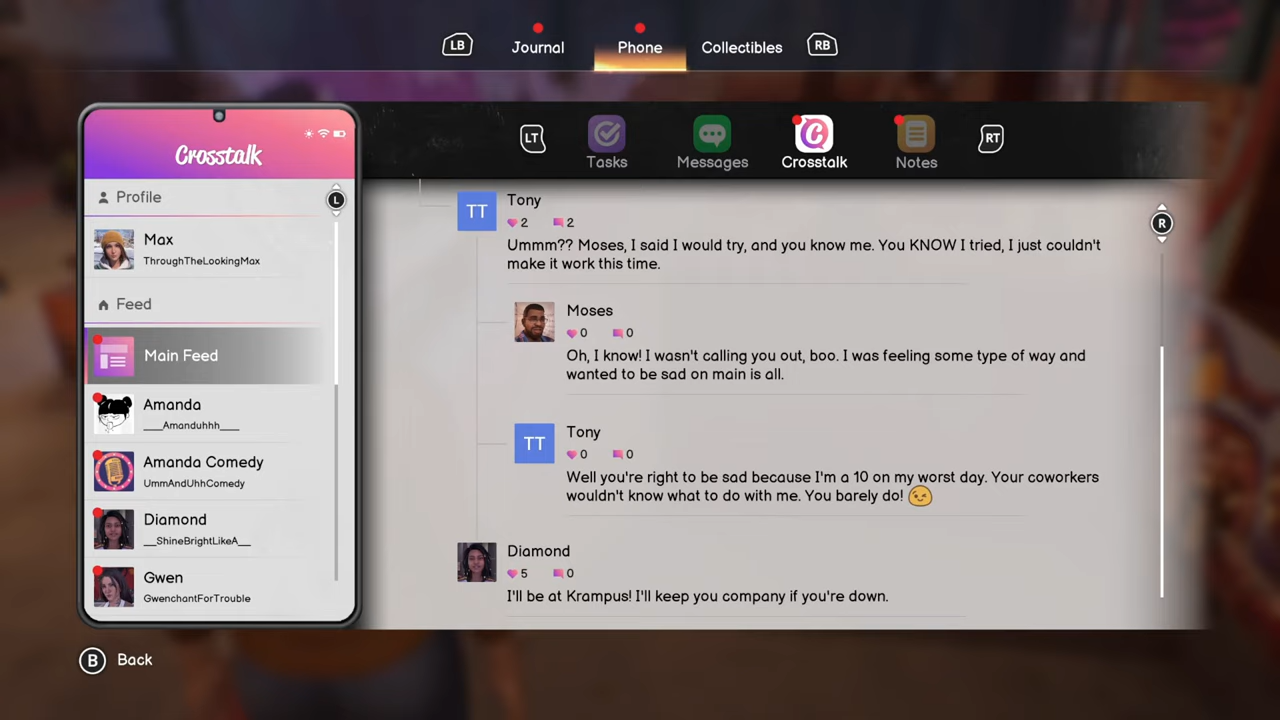 LB
Journal
Phone
Collectibles
RB
Crosstalk
LT
Tasks
Messages
Crosstalk
Notes
RT
Profile
L
Max
ThroughTheLookingMax
Feed
Main Feed
Amanda
___Amanduhhh___
Amanda Comedy
UmmAndUhhComedy
Diamond
__ShineBrightLikeA__
Gwen
GwenchantForTrouble
TT
Tony
2 2
Ummm?? Moses, I said I would try, and you know me. You KNOW I tried, I just couldn't
make it work this time.
R
Moses
0 0
Oh, I know! I wasn't calling you out, boo. I was feeling some type of way and
wanted to be sad on main is all.
TT
Tony
0 0
Well you're right to be sad because I'm a 10 on my worst day. Your coworkers
wouldn't know what to do with me. You barely do! 😉
Diamond
5 0
I'll be at Krampus! I'll keep you company if you're down.
B Back